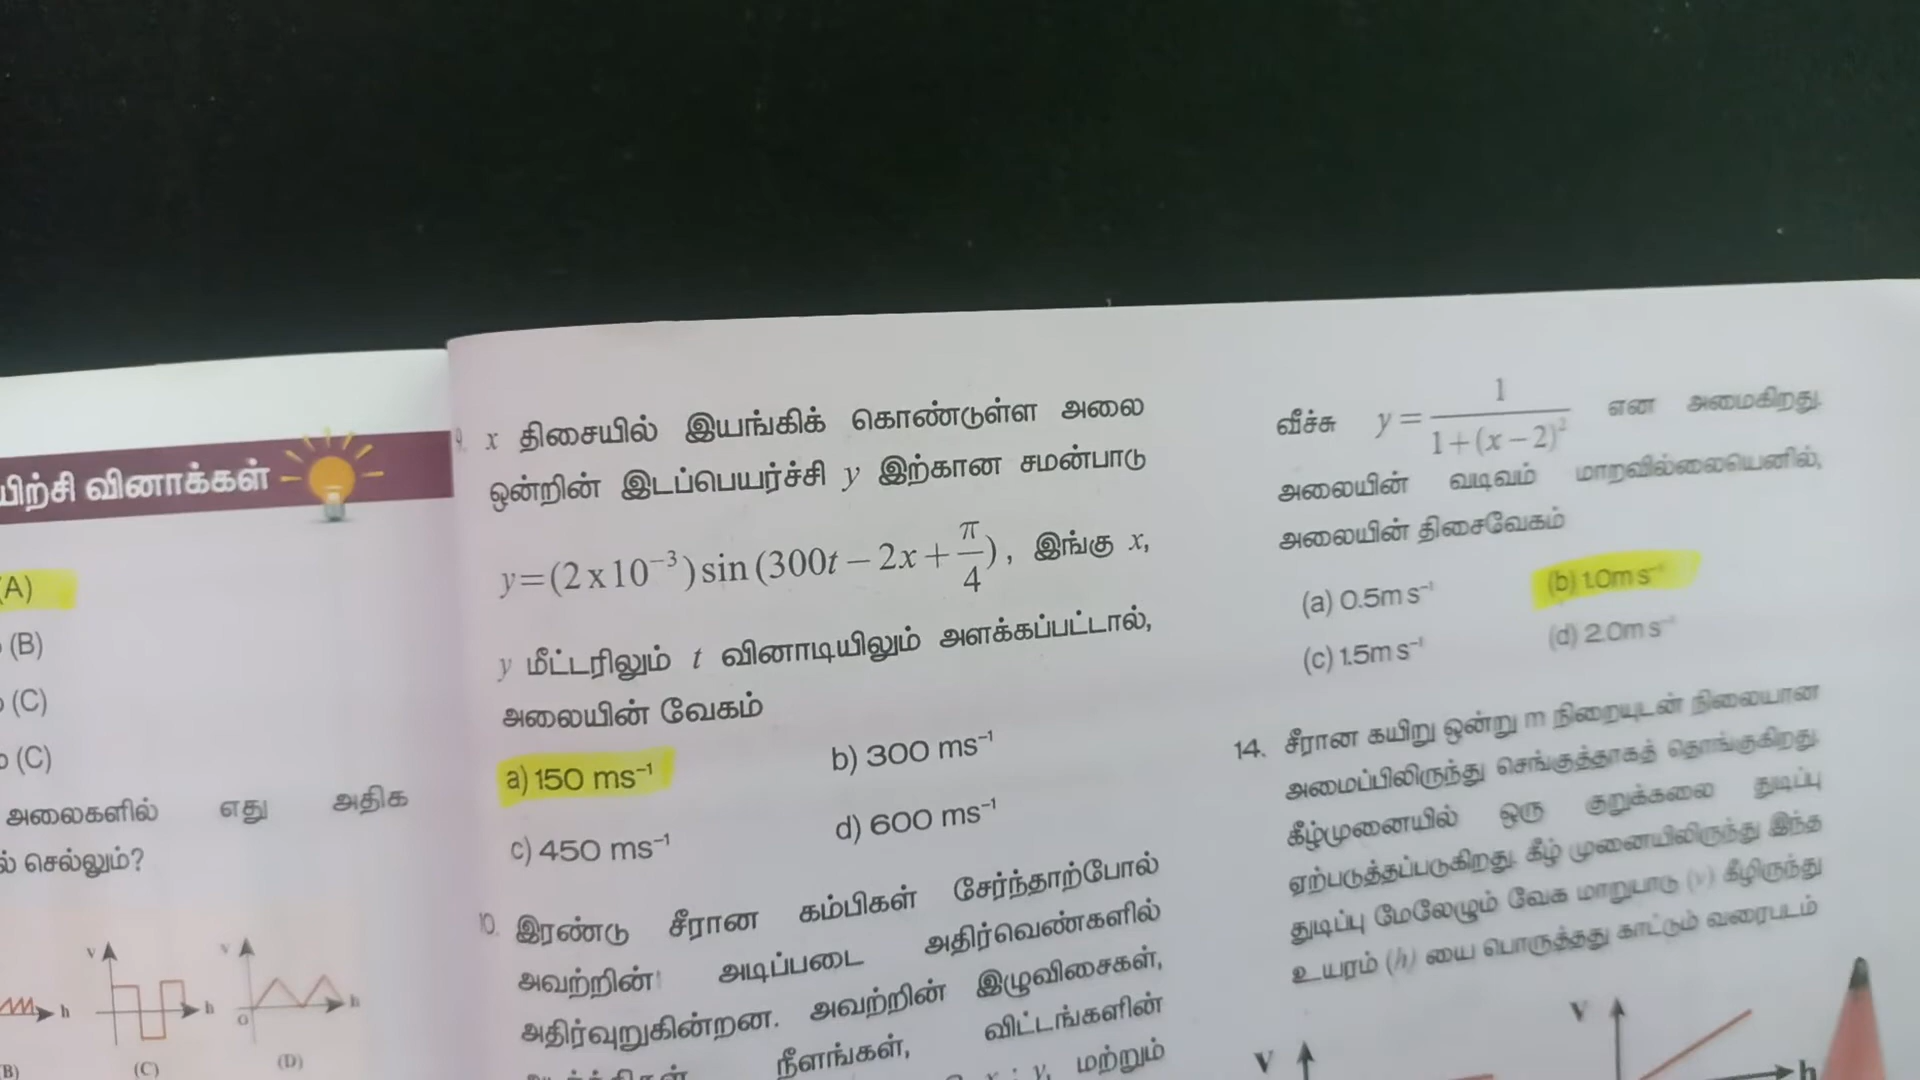 யிற்சி வினாக்கள்
(A)
(B)
(C)
(C)
அலைகளில் எது அதிக
ல் செல்லும்?
v
h
v
h
v
o
h
(B)
(C)
(D)
9. x திசையில் இயங்கிக் கொண்டுள்ள அலை
ஒன்றின் இடப்பெயர்ச்சி y இற்கான சமன்பாடு
y=(2x10⁻³) sin (300t − 2x + π/4), இங்கு x,
y மீட்டரிலும் t வினாடியிலும் அளக்கப்பட்டால்,
அலையின் வேகம்
a) 150 ms⁻¹ b) 300 ms⁻¹
c) 450 ms⁻¹ d) 600 ms⁻¹
10. இரண்டு சீரான கம்பிகள் சேர்ந்தாற்போல்
அவற்றின் அடிப்படை அதிர்வெண்களில்
அதிர்வுறுகின்றன. அவற்றின் இழுவிசைகள்,
நீளங்கள், விட்டங்களின்
மற்றும்
வீச்சு y = 1/(1+(x−2)²) என அமைகிறது.
அலையின் வடிவம் மாறவில்லையெனில்,
அலையின் திசைவேகம்
(a) 0.5m s⁻¹ (b) 1.0m s⁻¹
(c) 1.5m s⁻¹ (d) 2.0m s⁻¹
14. சீரான கயிறு ஒன்று m நிறையுடன் நிலையான
அமைப்பிலிருந்து செங்குத்தாகத் தொங்குகிறது.
கீழ்முனையில் ஒரு குறுக்கலை துடிப்பு
ஏற்படுத்தப்படுகிறது. கீழ் முனையிலிருந்து இந்த
துடிப்பு மேலேழும் வேக மாறுபாடு (v) கீழிருந்து
உயரம் (h) யை பொருத்தது காட்டும் வரைபடம்
V
V
h